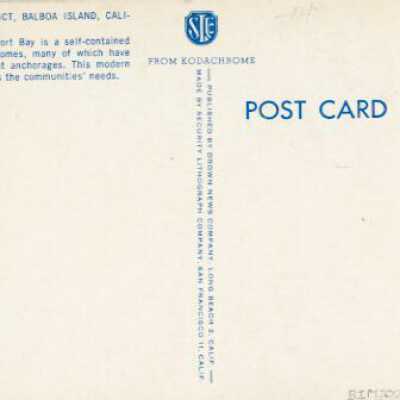 ICT, BALBOA ISLAND, CALI-
ort Bay is a self-contained
omes, many of which have
t anchorages. This modern
s the communities' needs.
FROM KODACHROME
POST CARD
PUBLISHED BY BROWN NEWS COMPANY, LONG BEACH 2, CALIF.
MADE BY SECURITY LITHOGRAPH COMPANY, SAN FRANCISCO 11, CALIF.